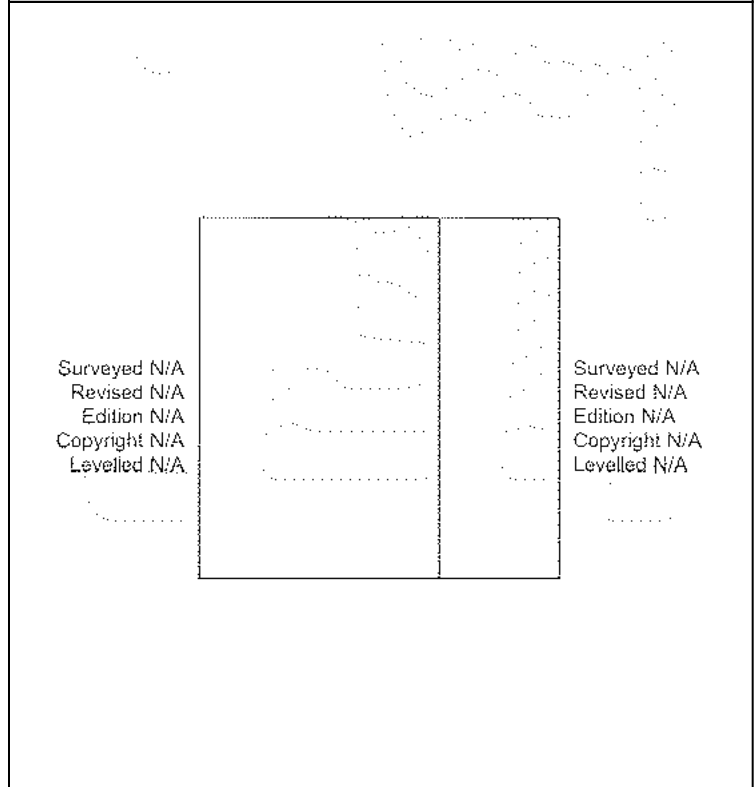 Surveyed N/A
Revised N/A
Edition N/A
Copyright N/A
Levelled N/A
Surveyed N/A
Revised N/A
Edition N/A
Copyright N/A
Levelled N/A